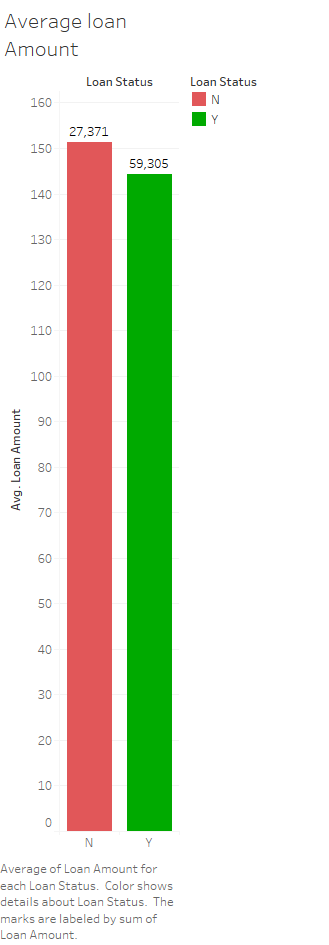 Average loan
Amount
Loan Status
Loan Status
N
Y
160
150
140
130
120
110
100
90
80
70
60
50
40
30
20
10
0
Avg. Loan Amount
27,371
59,305
N
Y
Average of Loan Amount for
each Loan Status.  Color shows
details about Loan Status.  The
marks are labeled by sum of
Loan Amount.